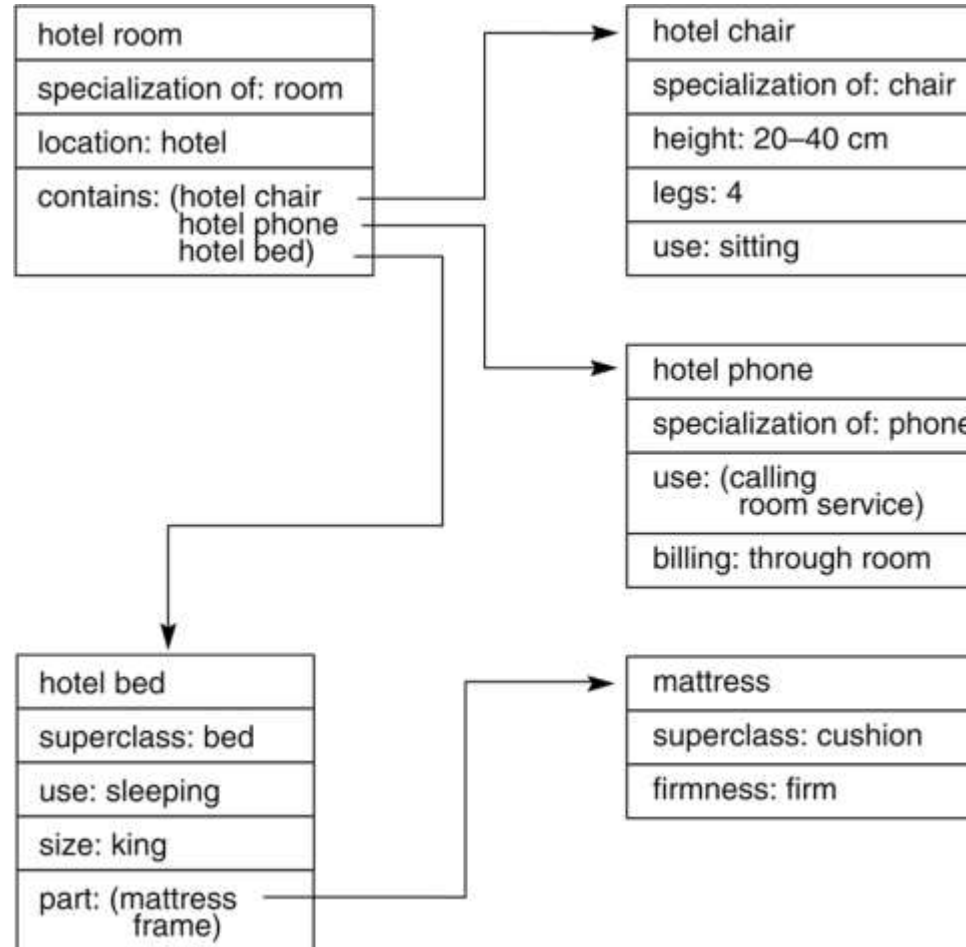 hotel room
specialization of: room
location: hotel
contains: (hotel chair
hotel phone
hotel bed)
hotel chair
specialization of: chair
height: 20–40 cm
legs: 4
use: sitting
hotel phone
specialization of: phone
use: (calling
room service)
billing: through room
hotel bed
superclass: bed
use: sleeping
size: king
part: (mattress
frame)
mattress
superclass: cushion
firmness: firm